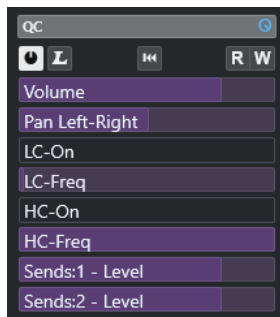 QC
L
R W
Volume
Pan Left-Right
LC-On
LC-Freq
HC-On
HC-Freq
Sends:1 - Level
Sends:2 - Level